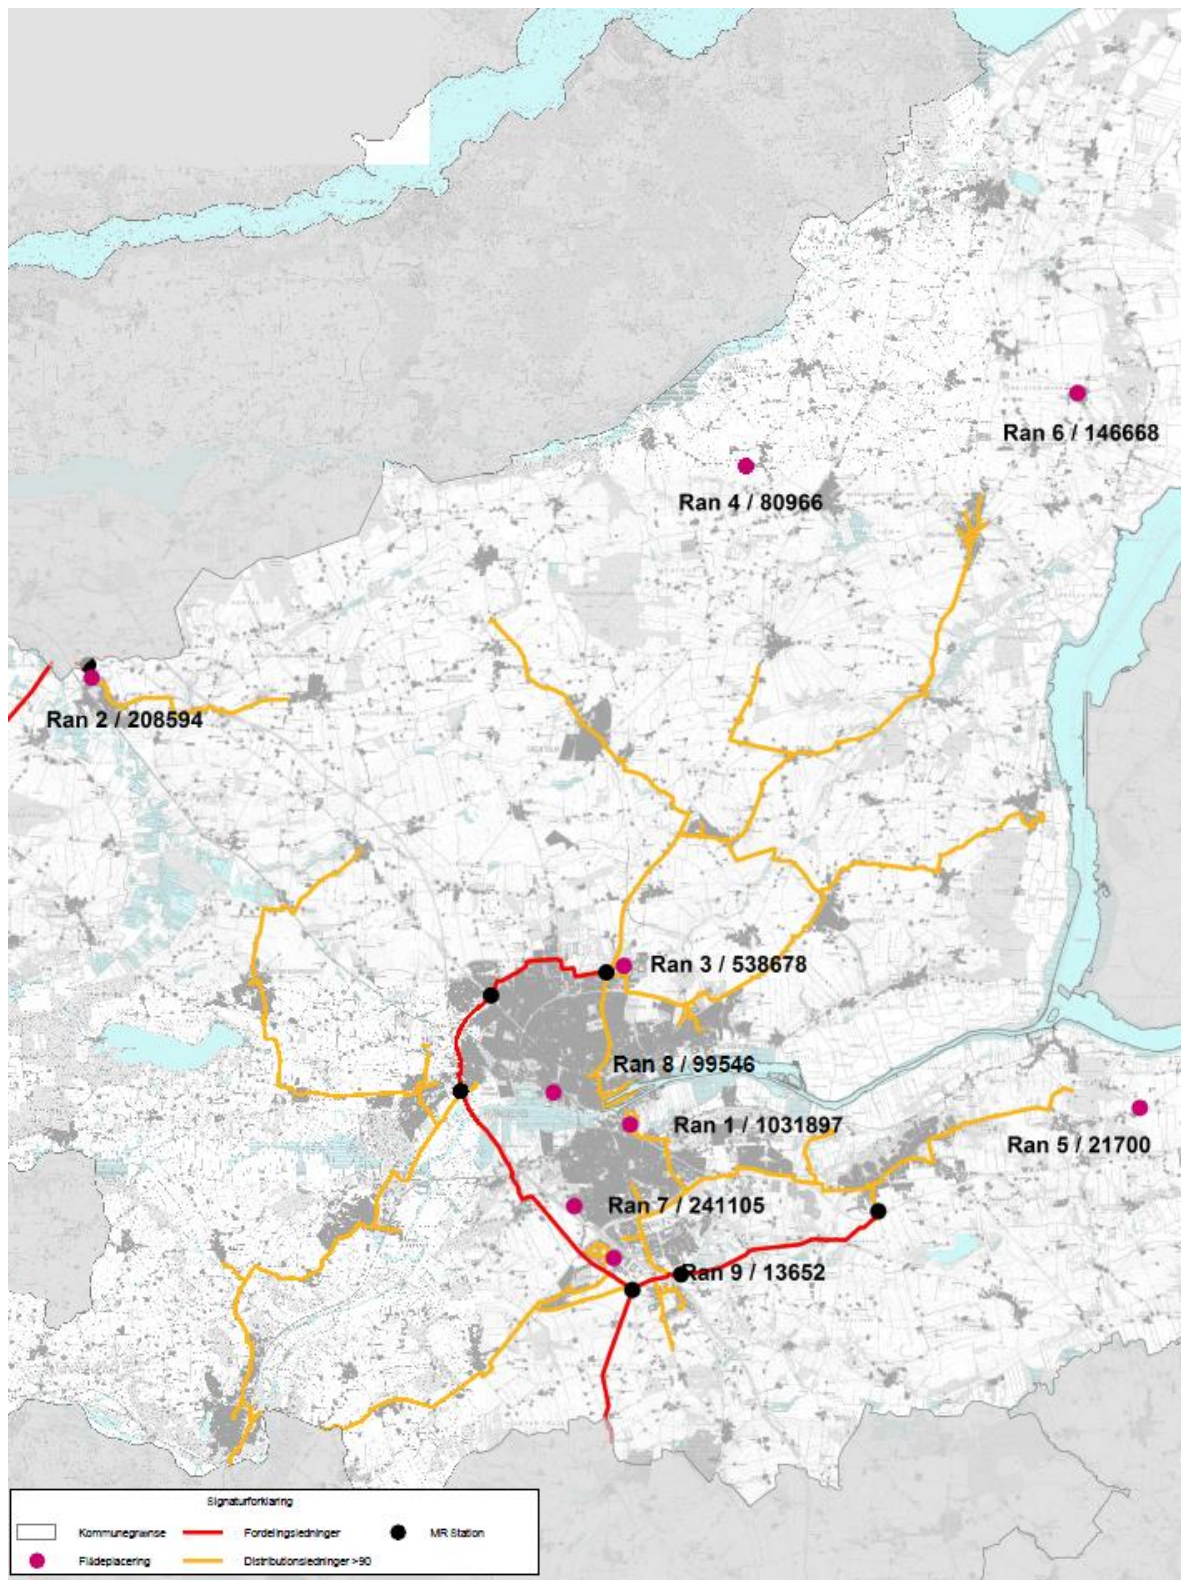 Ran 6 / 146668
Ran 4 / 80966
Ran 2 / 208594
Ran 3 / 538678
Ran 8 / 99546
Ran 1 / 1031897
Ran 5 / 21700
Ran 7 / 241105
Ran 9 / 13652
Signaturforklaring
Kommunegrænse Fordelingsledninger MR Station
Flådeplacering Distributionsledninger >90